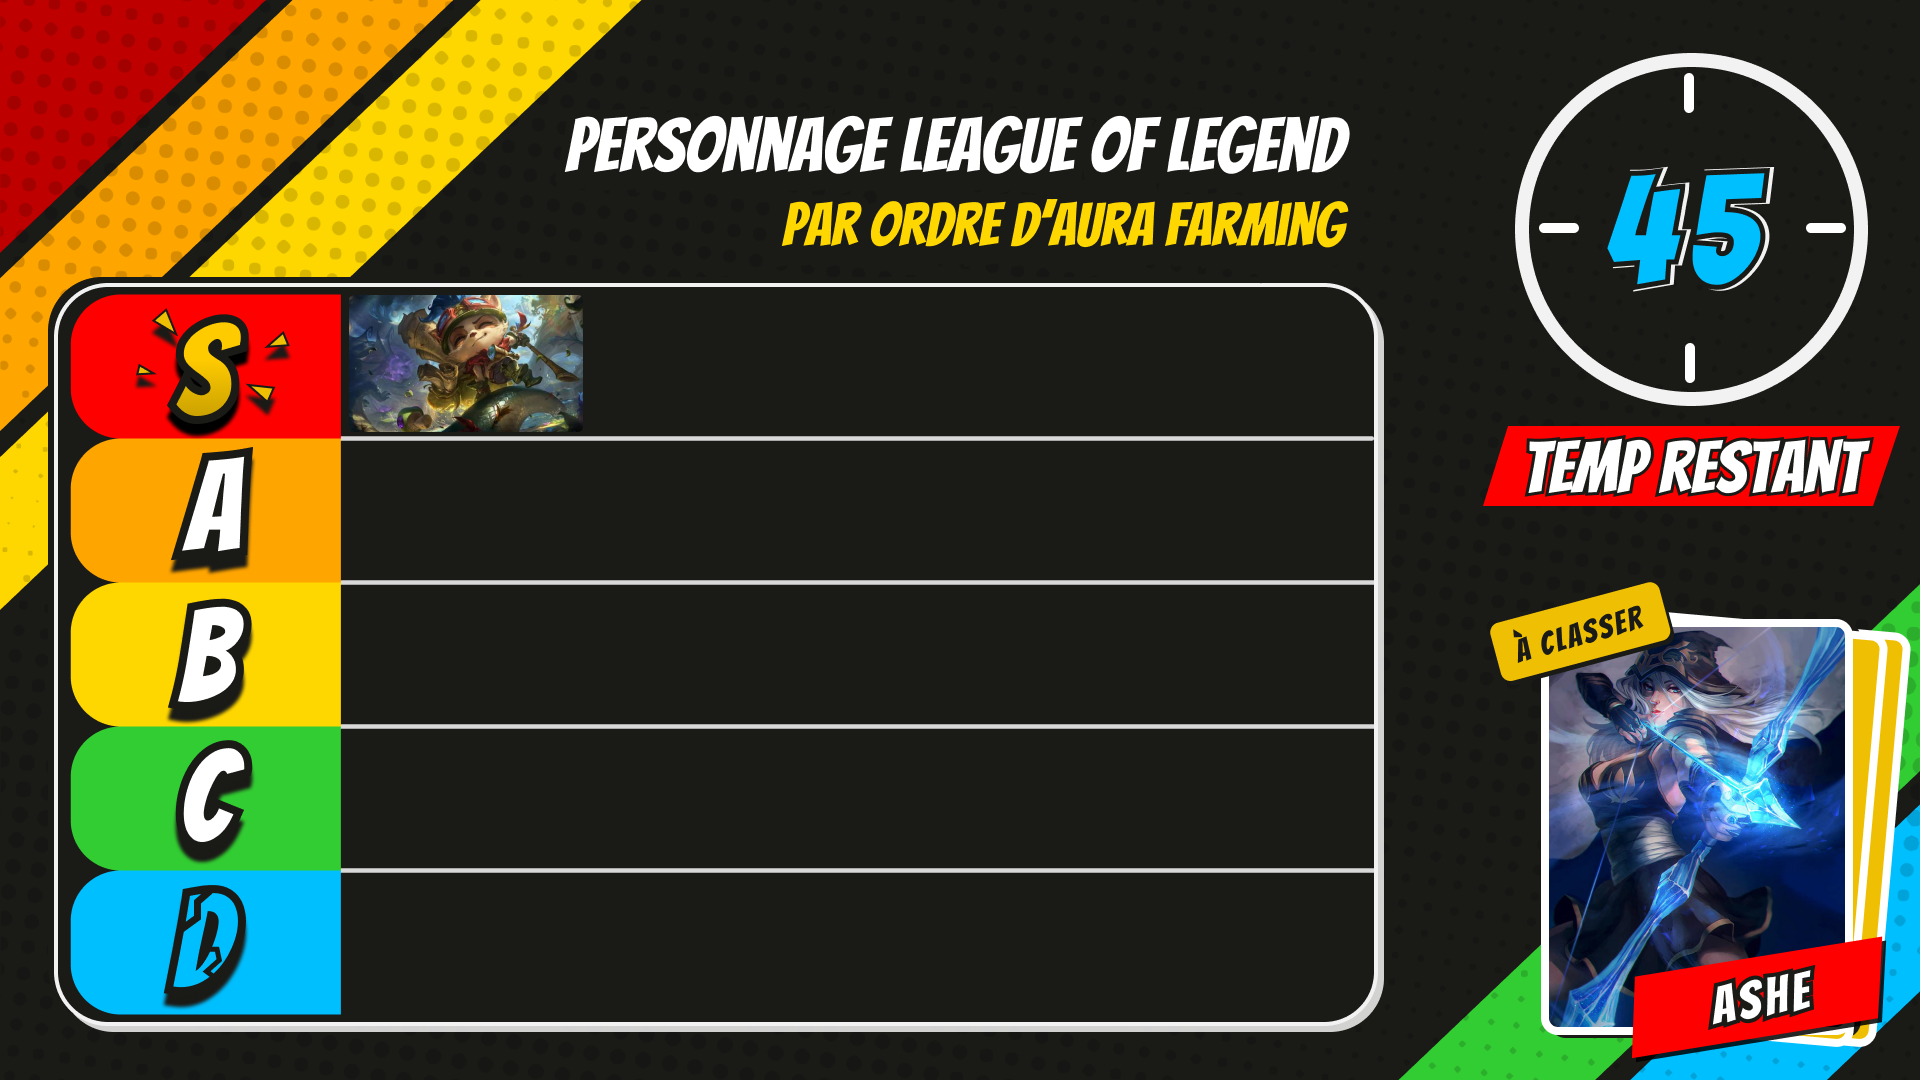 PERSONNAGE LEAGUE OF LEGEND
PAR ORDRE D'AURA FARMING
45
TEMP RESTANT
S
A
B
C
D
À CLASSER
ASHE